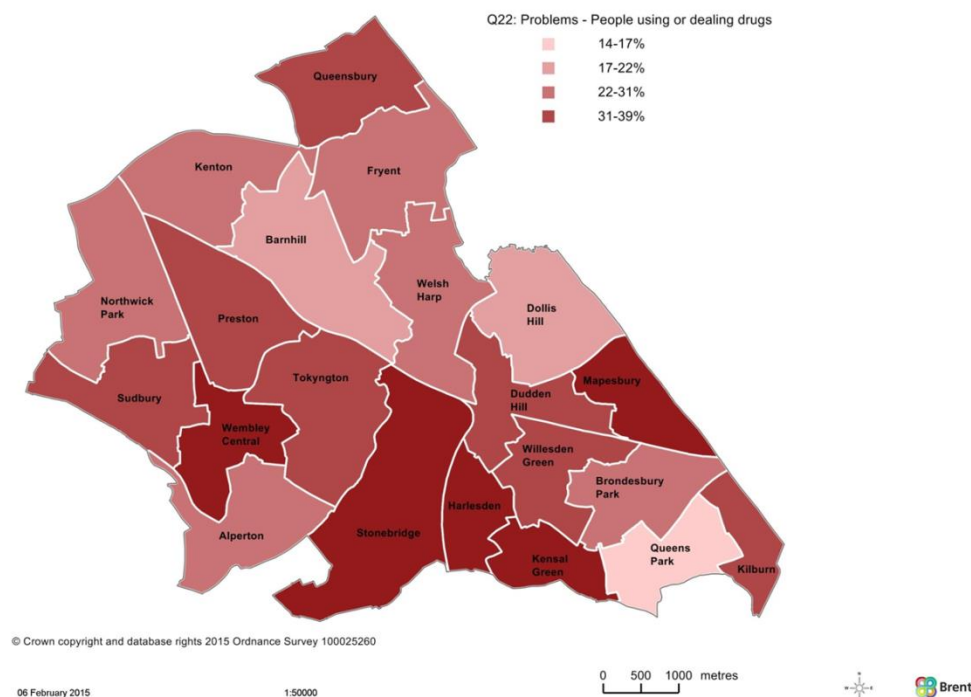 Q22: Problems - People using or dealing drugs
14-17%
17-22%
22-31%
31-39%
Queensbury
Kenton
Fryent
Barnhill
Welsh
Harp
Northwick
Park
Preston
Dollis
Hill
Sudbury
Tokyngton
Mapesbury
Dudden
Hill
Wembley
Central
Willesden
Green
Brondesbury
Park
Alperton
Stonebridge
Harlesden
Kensal
Green
Queens
Park
Kilburn
© Crown copyright and database rights 2015 Ordnance Survey 100025260
06 February 2015
1:50000
0 500 1000 metres
Brent